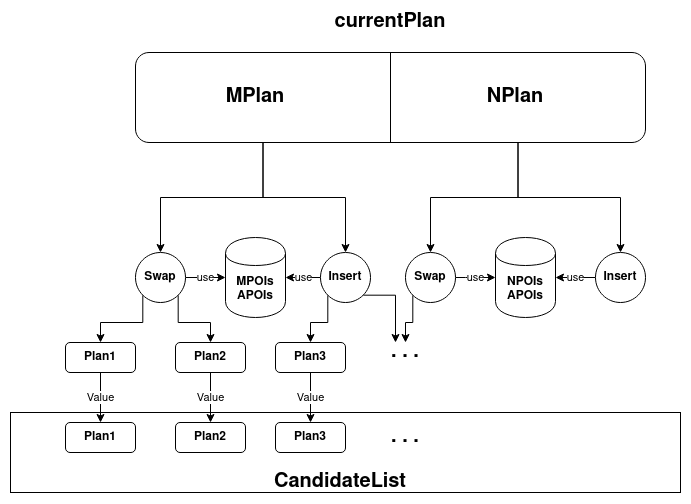 currentPlan
MPlan NPlan
Swap use MPOIs APOIs use Insert Swap use NPOIs APOIs use Insert
Plan1 Plan2 Plan3 . . .
Value Value Value
Plan1 Plan2 Plan3 . . .
CandidateList